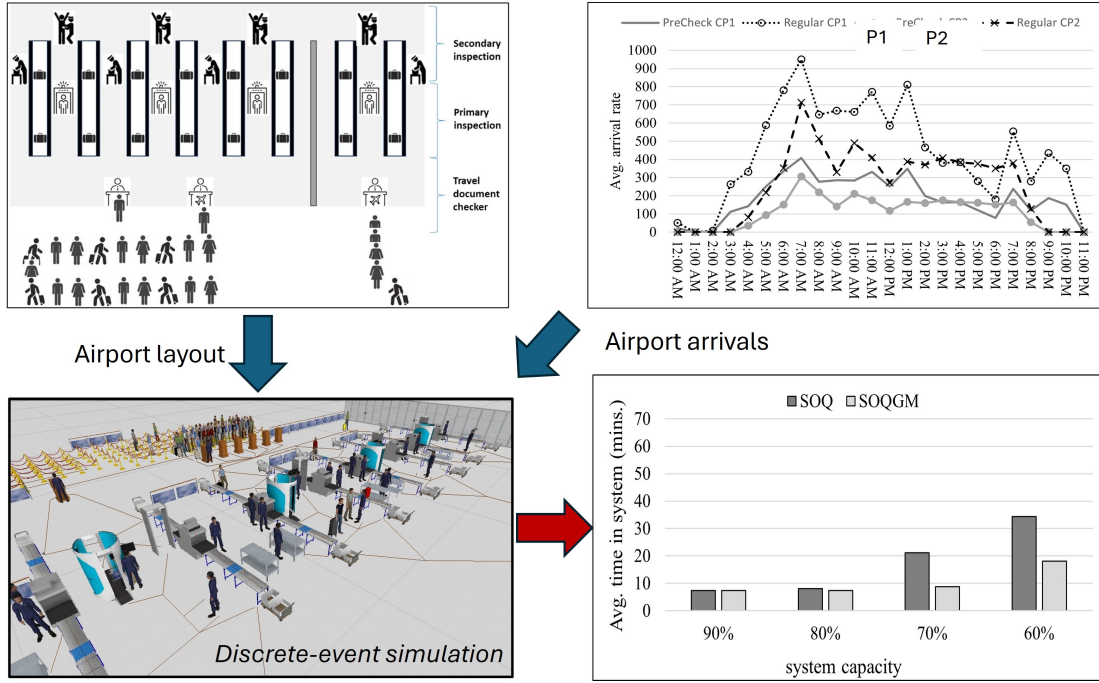 Secondary
inspection
Primary
inspection
Travel
document
checker
PreCheck CP1
Regular CP1
PreCheck CP2
Regular CP2
P1
P2
Avg. arrival rate
1000
900
800
700
600
500
400
300
200
100
0
12:00 AM
1:00 AM
2:00 AM
3:00 AM
4:00 AM
5:00 AM
6:00 AM
7:00 AM
8:00 AM
9:00 AM
10:00 AM
11:00 AM
12:00 PM
1:00 PM
2:00 PM
3:00 PM
4:00 PM
5:00 PM
6:00 PM
7:00 PM
8:00 PM
9:00 PM
10:00 PM
11:00 PM
Airport layout
Airport arrivals
Discrete-event simulation
SOQ
SOQGM
Avg. time in system (mins.)
70
60
50
40
30
20
10
0
90%
80%
70%
60%
system capacity